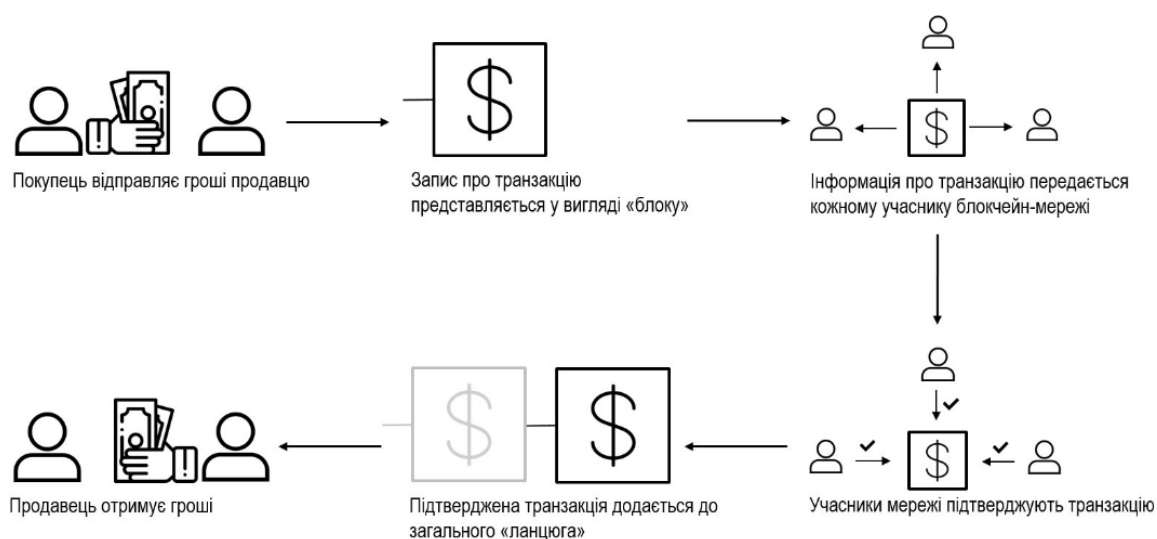 Покупець відправляє гроші продавцю
Запис про транзакцію
представляється у вигляді «блоку»
Інформація про транзакцію передається
кожному учаснику блокчейн-мережі
Учасники мережі підтверджують транзакцію
Підтверджена транзакція додається до
загального «ланцюга»
Продавець отримує гроші